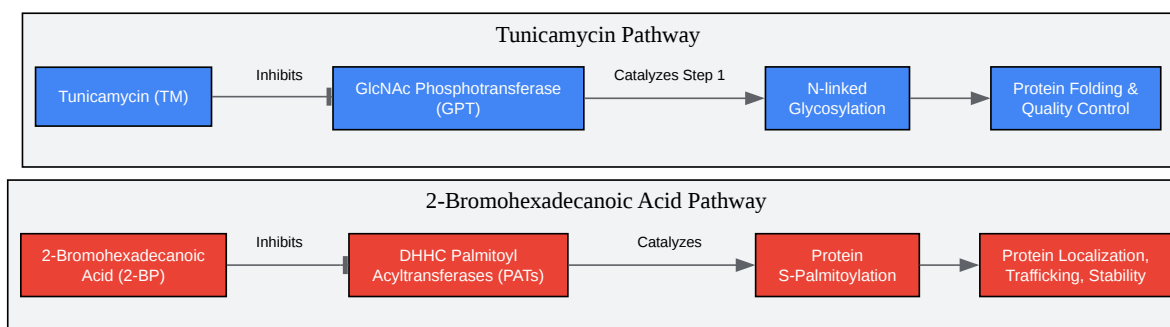 Tunicamycin Pathway
Inhibits
Catalyzes Step 1
Tunicamycin (TM)
GlcNAc Phosphotransferase
(GPT)
N-linked
Glycosylation
Protein Folding &
Quality Control
2-Bromohexadecanoic Acid Pathway
Inhibits
Catalyzes
2-Bromohexadecanoic
Acid (2-BP)
DHHC Palmitoyl
Acyltransferases (PATs)
Protein
S-Palmitoylation
Protein Localization,
Trafficking, Stability